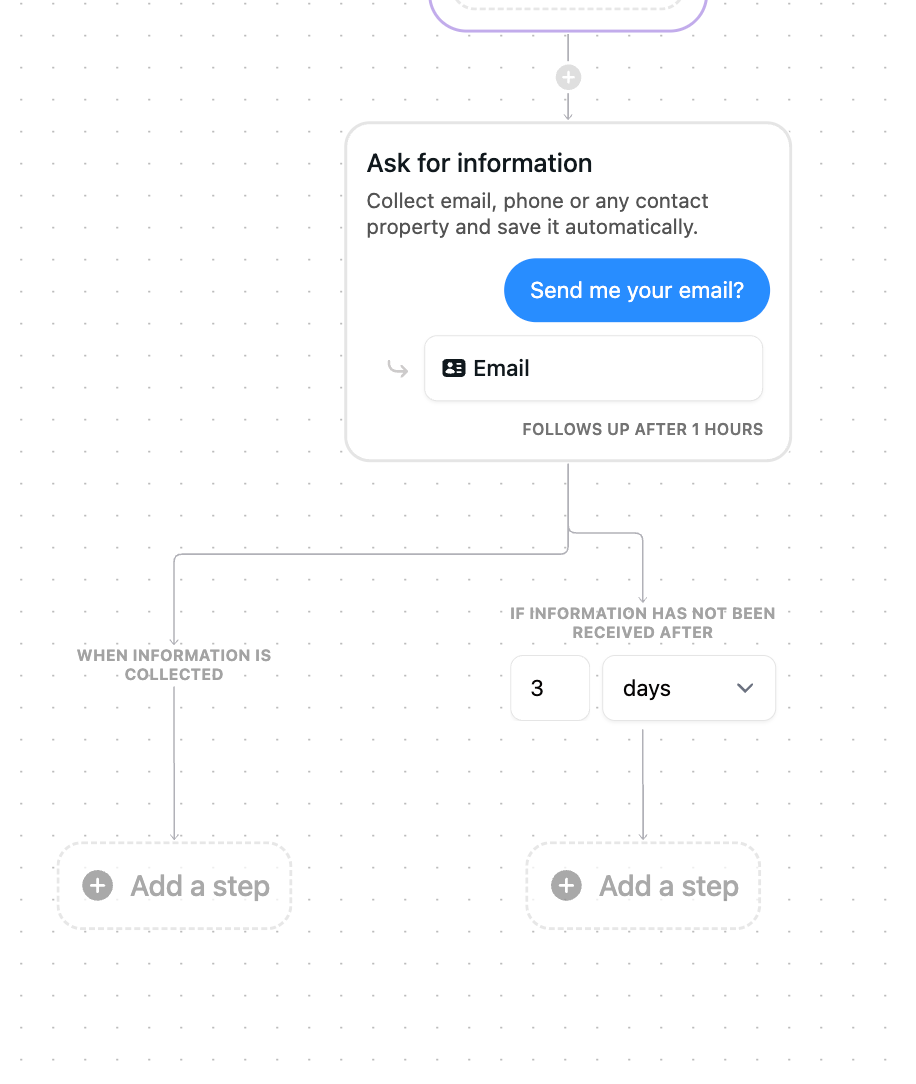 Ask for information
Collect email, phone or any contact
property and save it automatically.
Send me your email?
Email
FOLLOWS UP AFTER 1 HOURS
WHEN INFORMATION IS
COLLECTED
IF INFORMATION HAS NOT BEEN
RECEIVED AFTER
3 days
Add a step
Add a step